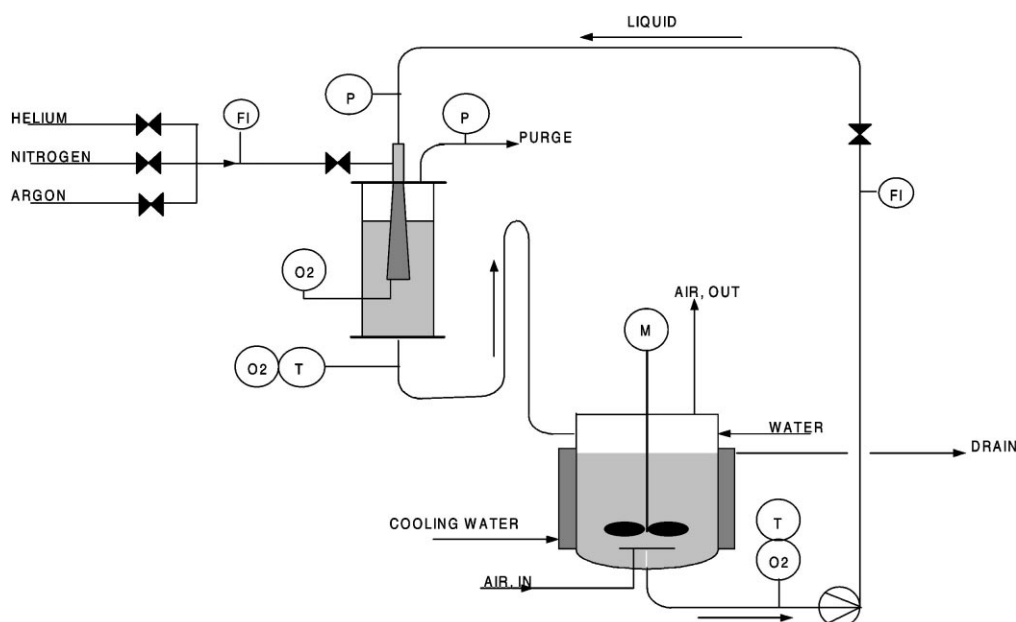 LIQUID
P
HELIUM
FI
P
PURGE
NITROGEN
ARGON
FI
O2
AIR, OUT
M
O2 T
WATER
DRAIN
COOLING WATER
T
O2
AIR, IN